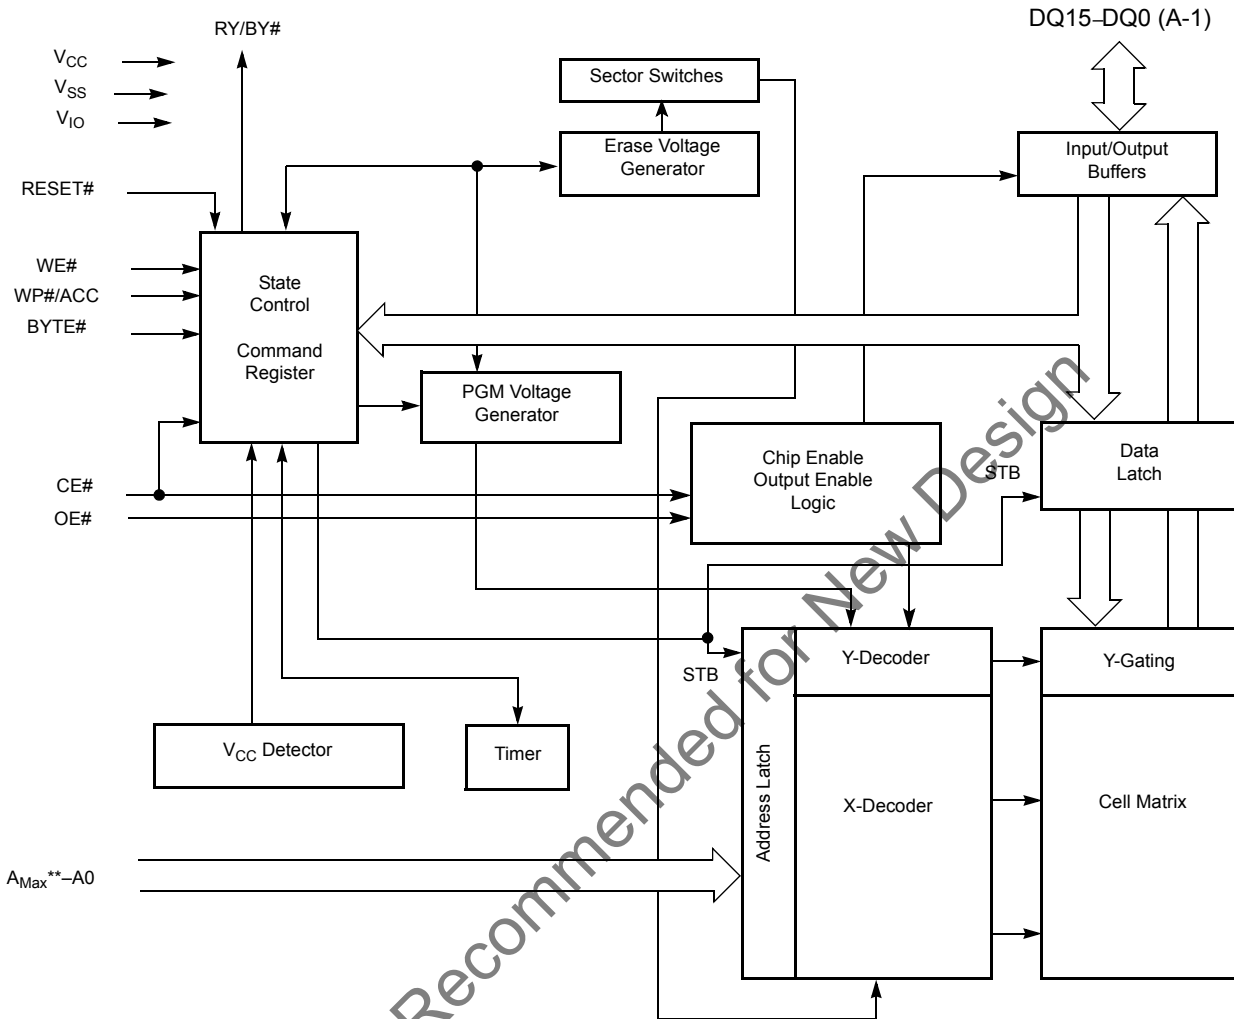 RY/BY#
DQ15–DQ0 (A-1)
VCC
VSS
VIO
Sector Switches
Erase Voltage
Generator
Input/Output
Buffers
RESET#
WE#
WP#/ACC
BYTE#
State
Control
Command
Register
PGM Voltage
Generator
Chip Enable
Output Enable
Logic
STB
Data
Latch
CE#
OE#
STB
Y-Decoder
Y-Gating
VCC Detector
Timer
Address Latch
X-Decoder
Cell Matrix
AMax**–A0
Recommended for New Design